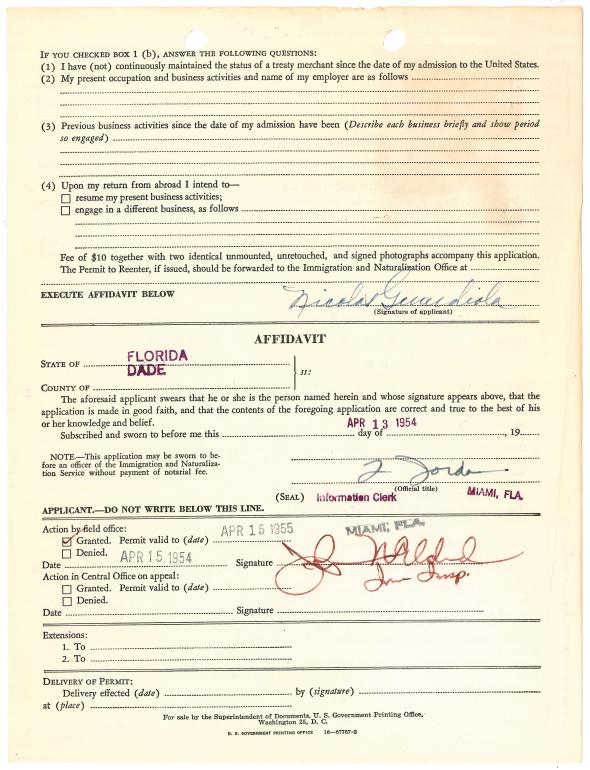 IF YOU CHECKED BOX 1 (b), ANSWER THE FOLLOWING QUESTIONS:
(1) I have (not) continuously maintained the status of a treaty merchant since the date of my admission to the United States.
(2) My present occupation and business activities and name of my employer are as follows
(3) Previous business activities since the date of my admission have been (Describe each business briefly and show period
so engaged)
(4) Upon my return from abroad I intend to—
resume my present business activities;
engage in a different business, as follows
Fee of $10 together with two identical unmounted, unretouched, and signed photographs accompany this application.
The Permit to Reenter, if issued, should be forwarded to the Immigration and Naturalization Office at
EXECUTE AFFIDAVIT BELOW Nicolas Guardiola
(Signature of applicant)
AFFIDAVIT
STATE OF FLORIDA
DADE
ss:
COUNTY OF
The aforesaid applicant swears that he or she is the person named herein and whose signature appears above, that the
application is made in good faith, and that the contents of the foregoing application are correct and true to the best of his
or her knowledge and belief.
Subscribed and sworn to before me this APR 13 1954 day of , 19
NOTE.—This application may be sworn to be-
fore an officer of the Immigration and Naturaliza-
tion Service without payment of notarial fee.
(Official title)
(SEAL) Information Clerk MIAMI, FLA.
APPLICANT.—DO NOT WRITE BELOW THIS LINE.
Action by field office:
Granted. Permit valid to (date) APR 15 1955 MIAMI, FLA.
Denied. APR 15 1954
Date Signature
Imm Insp.
Action in Central Office on appeal:
Granted. Permit valid to (date)
Denied.
Date Signature
Extensions:
1. To
2. To
DELIVERY OF PERMIT:
Delivery effected (date) by (signature)
at (place)
For sale by the Superintendent of Documents, U. S. Government Printing Office,
Washington 25, D. C.
U. S. GOVERNMENT PRINTING OFFICE 16—67767-2